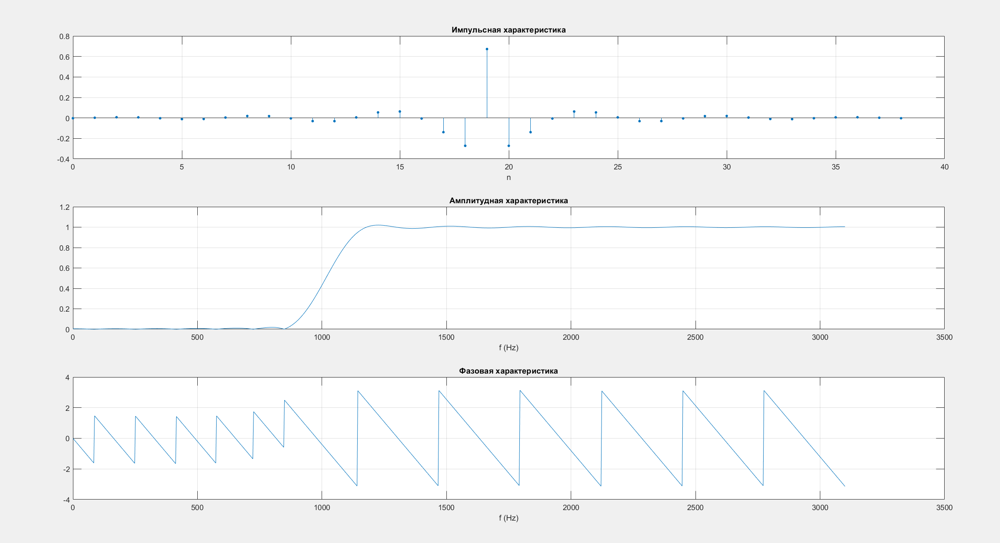 Импульсная характеристика
0.8
0.6
0.4
0.2
0
-0.2
-0.4
0 5 10 15 20 25 30 35 40
n
Амплитудная характеристика
1.2
1
0.8
0.6
0.4
0.2
0
0 500 1000 1500 2000 2500 3000 3500
f (Hz)
Фазовая характеристика
4
2
0
-2
-4
0 500 1000 1500 2000 2500 3000 3500
f (Hz)